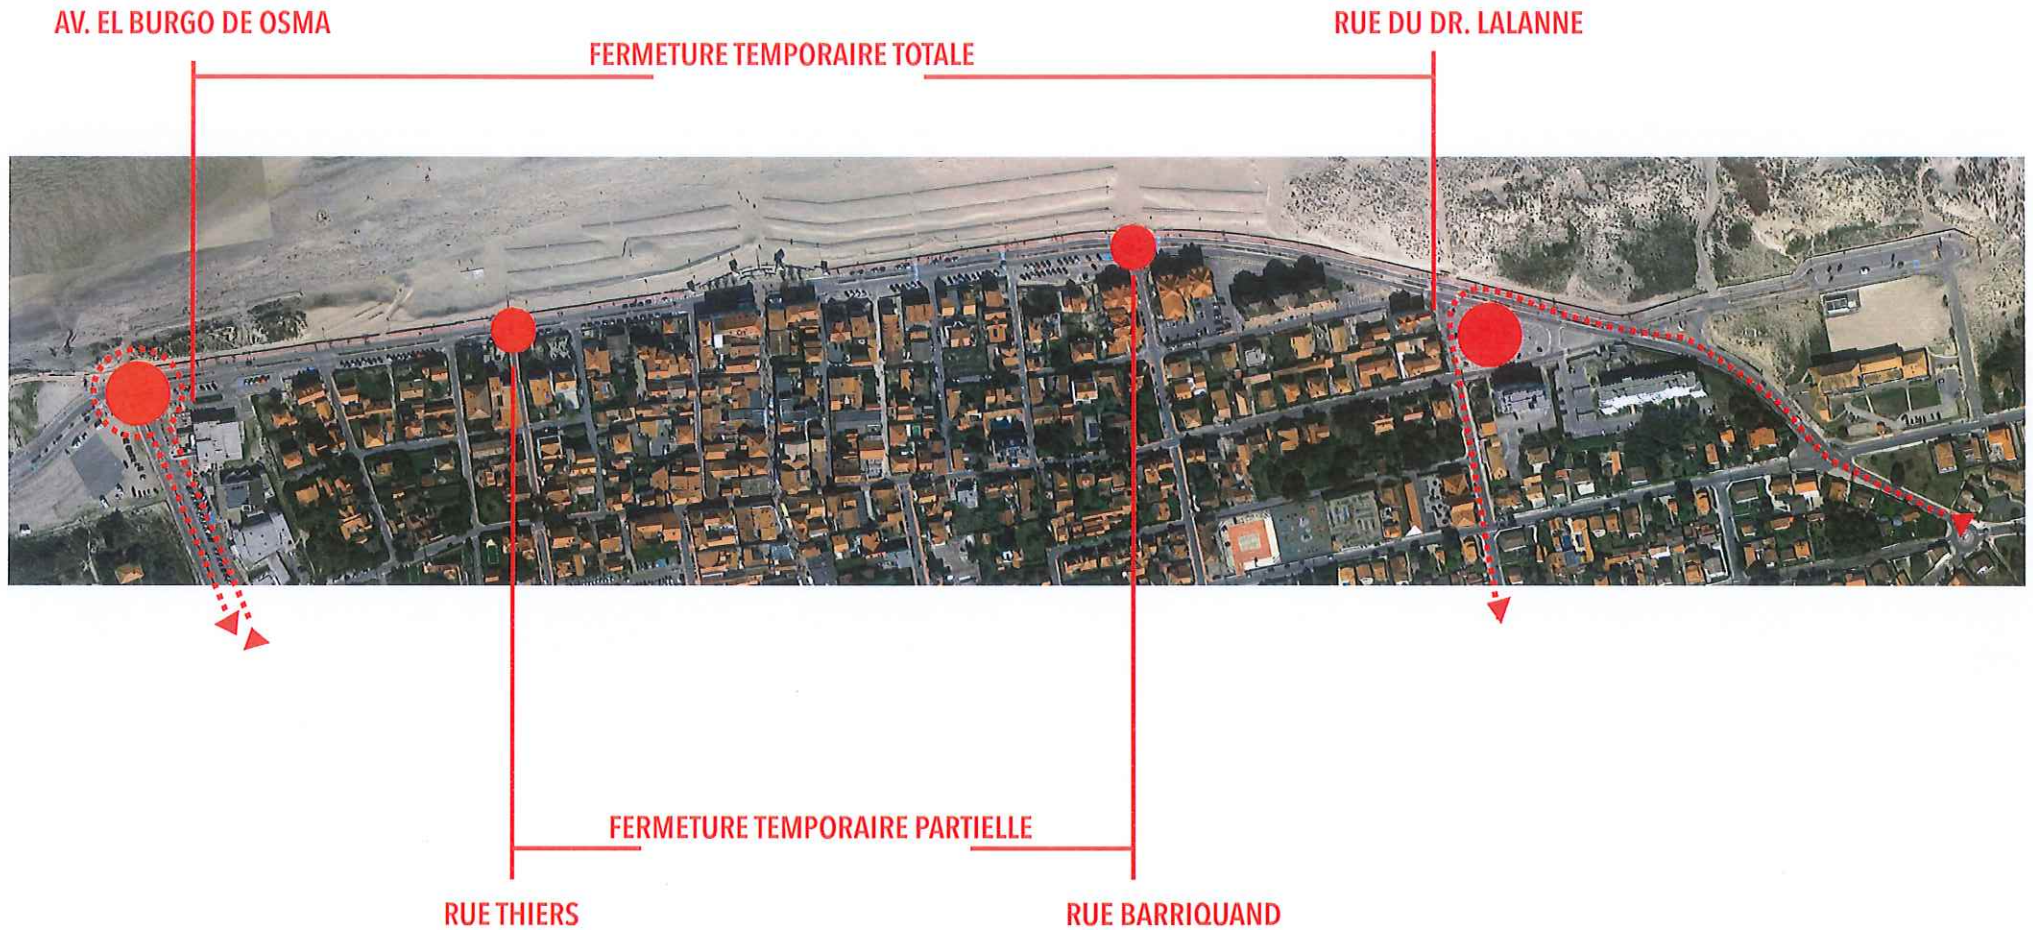 AV. EL BURGO DE OSMA
RUE DU DR. LALANNE
FERMETURE TEMPORAIRE TOTALE
FERMETURE TEMPORAIRE PARTIELLE
RUE THIERS
RUE BARRIQUAND